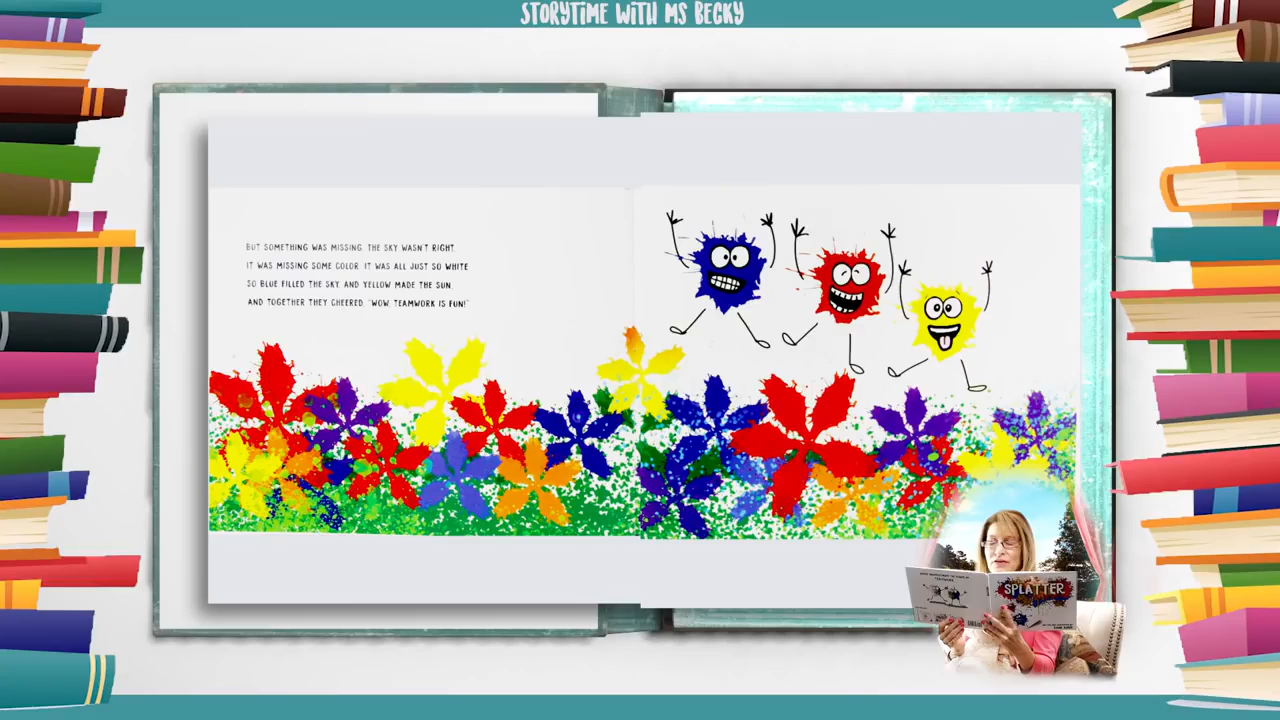 STORYTIME WITH MS BECKY
BUT SOMETHING WAS MISSING. THE SKY WASN'T RIGHT.
IT WAS MISSING SOME COLOR. IT WAS ALL JUST SO WHITE
SO BLUE FILLED THE SKY, AND YELLOW MADE THE SUN,
AND TOGETHER THEY CHEERED, "WOW, TEAMWORK IS FUN!"
SPLATTER